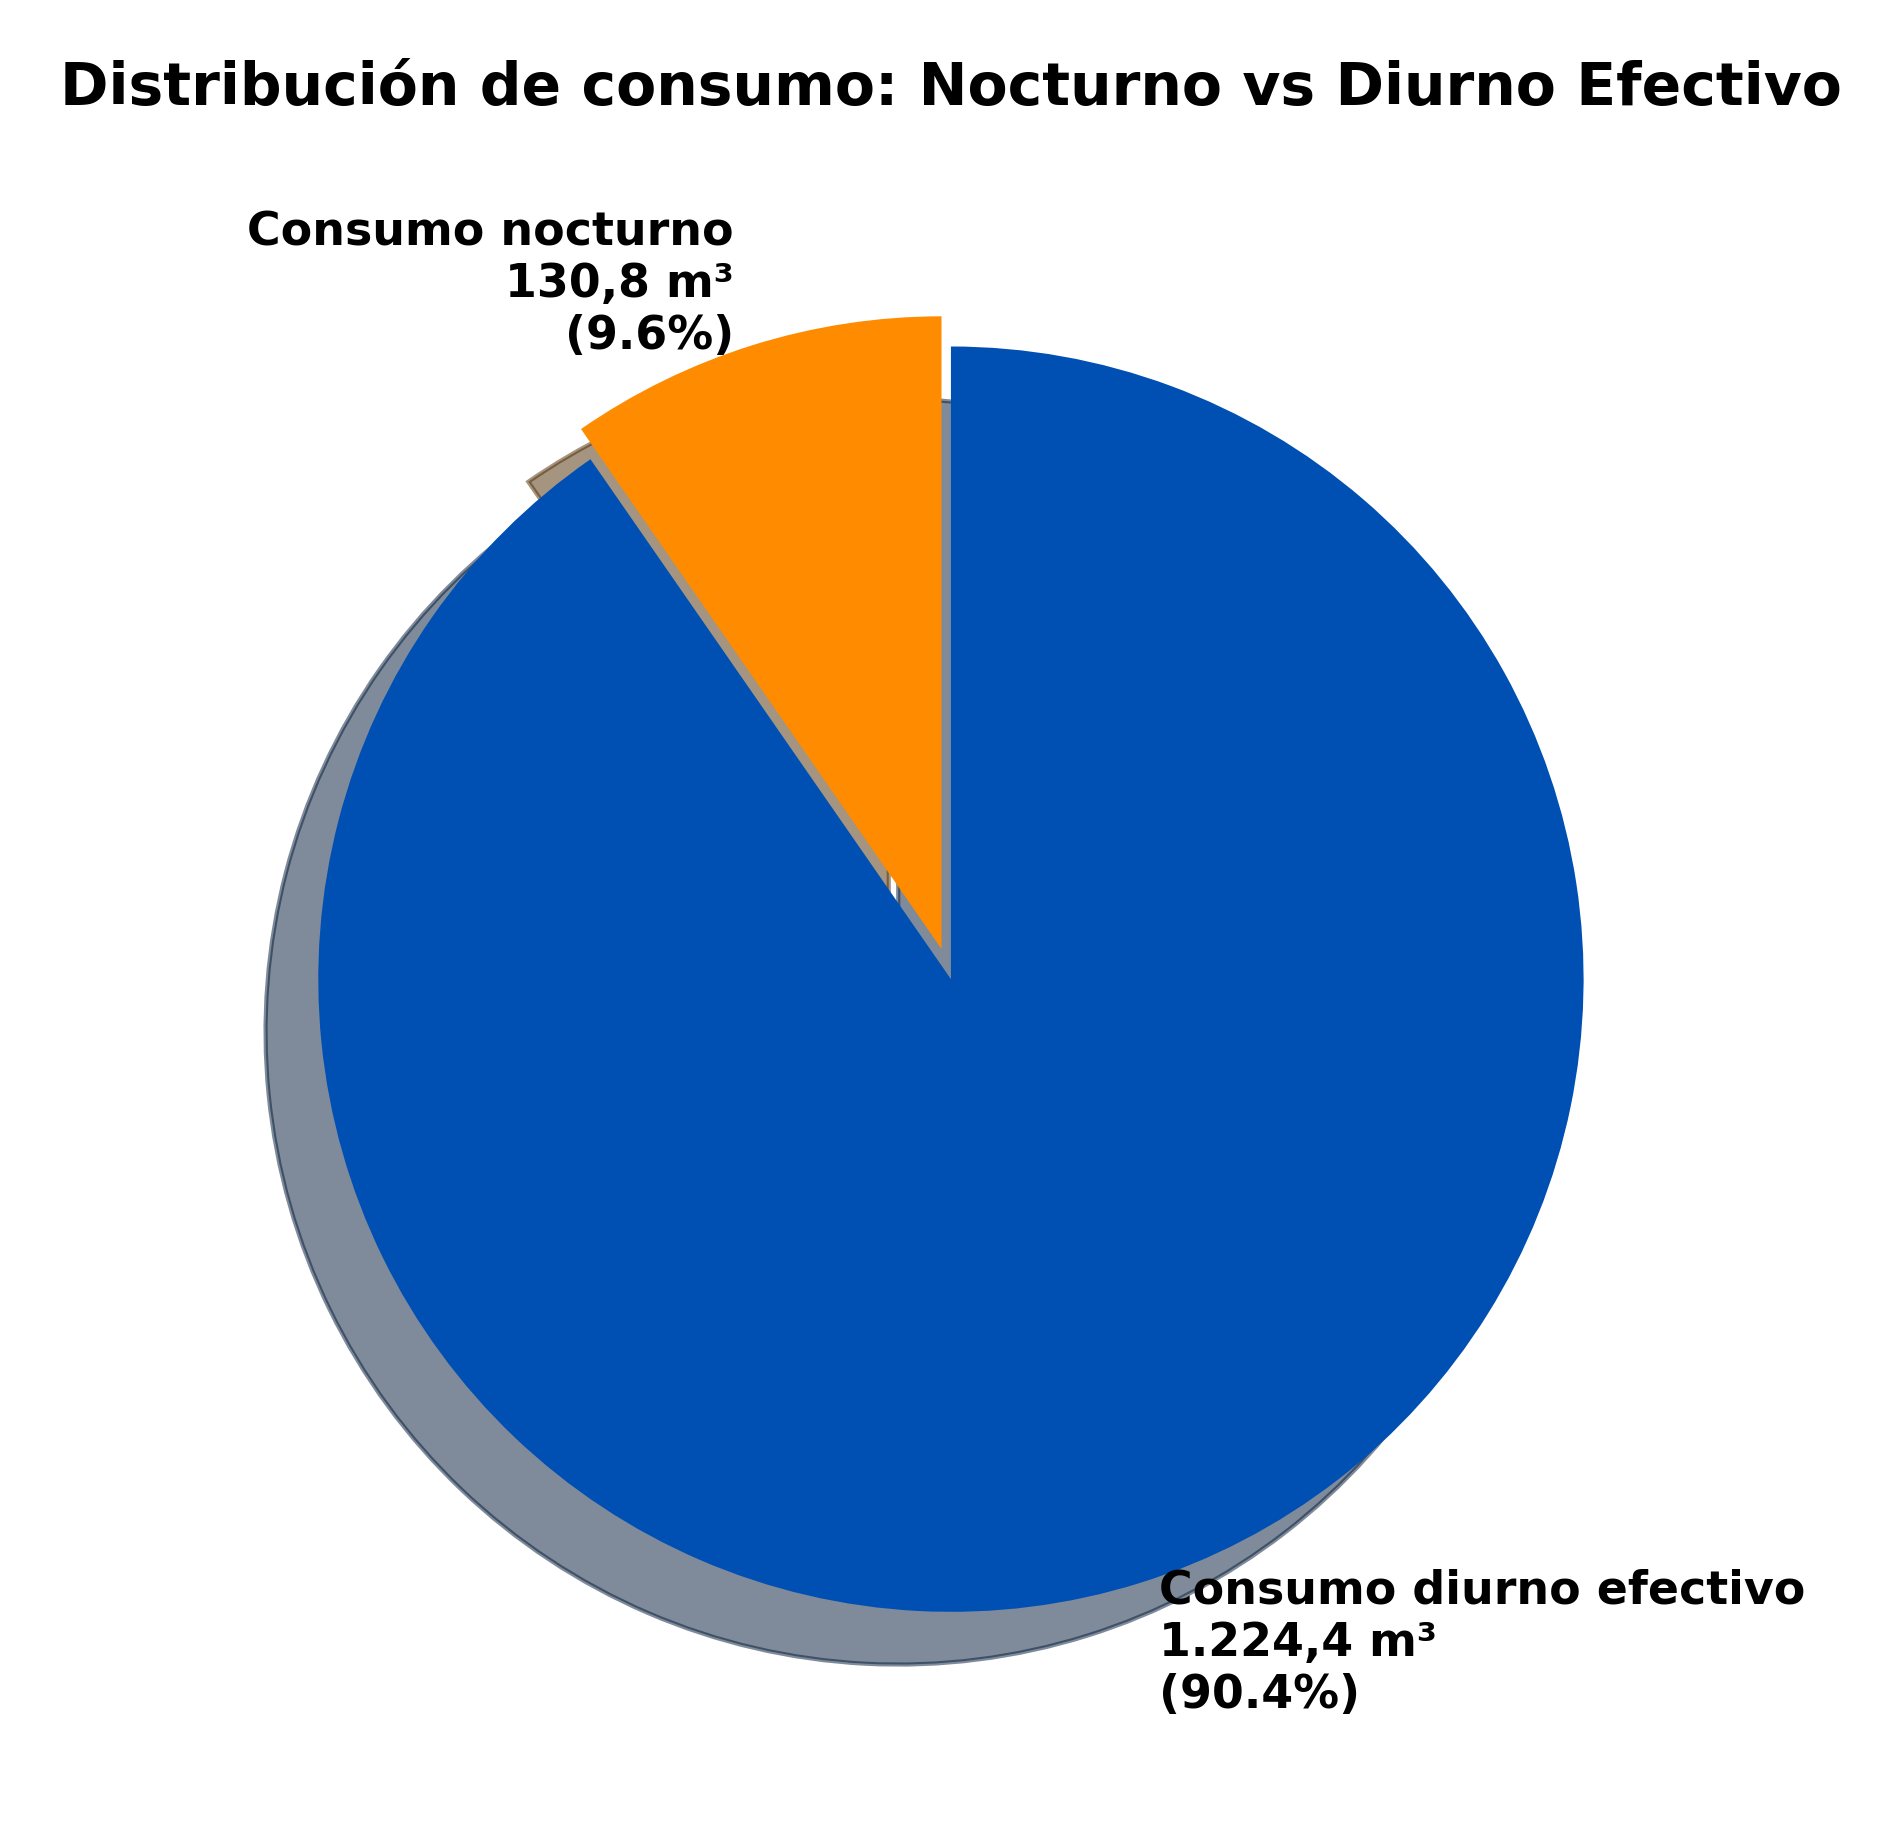 Distribución de consumo: Nocturno vs Diurno Efectivo
Consumo nocturno
130,8 m³
(9.6%)
Consumo diurno efectivo
1.224,4 m³
(90.4%)